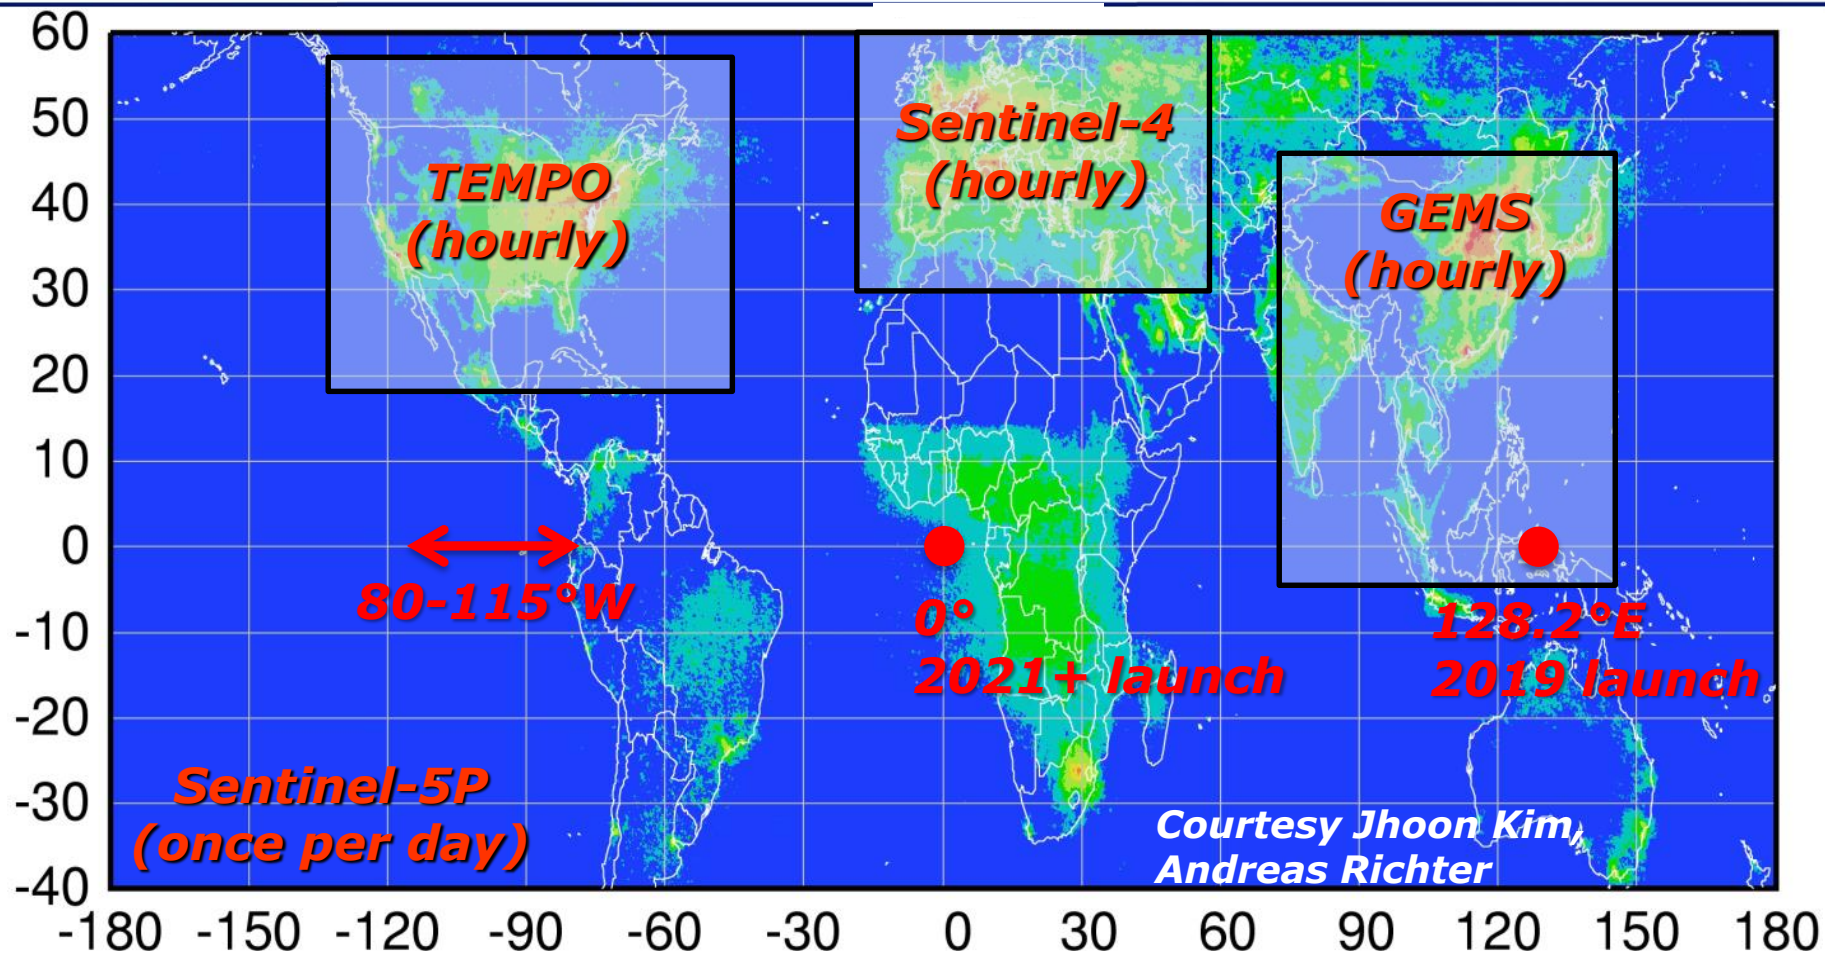 60
50
40
30
20
10
0
-10
-20
-30
-40
TEMPO
(hourly)
Sentinel-4
(hourly)
GEMS
(hourly)
80-115°W
0°
2021+ launch
128.2°E
2019 launch
Sentinel-5P
(once per day)
Courtesy Jhoon Kim,
Andreas Richter
-180 -150 -120 -90 -60 -30 0 30 60 90 120 150 180